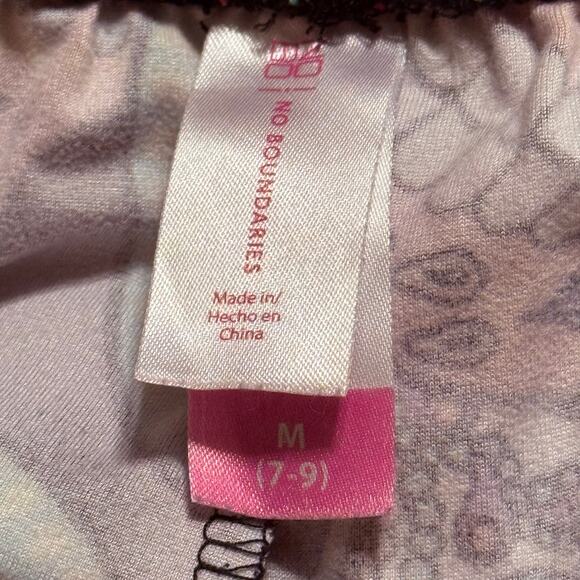 NO BOUNDARIES
Made in/
Hecho en
China
M
(7-9)